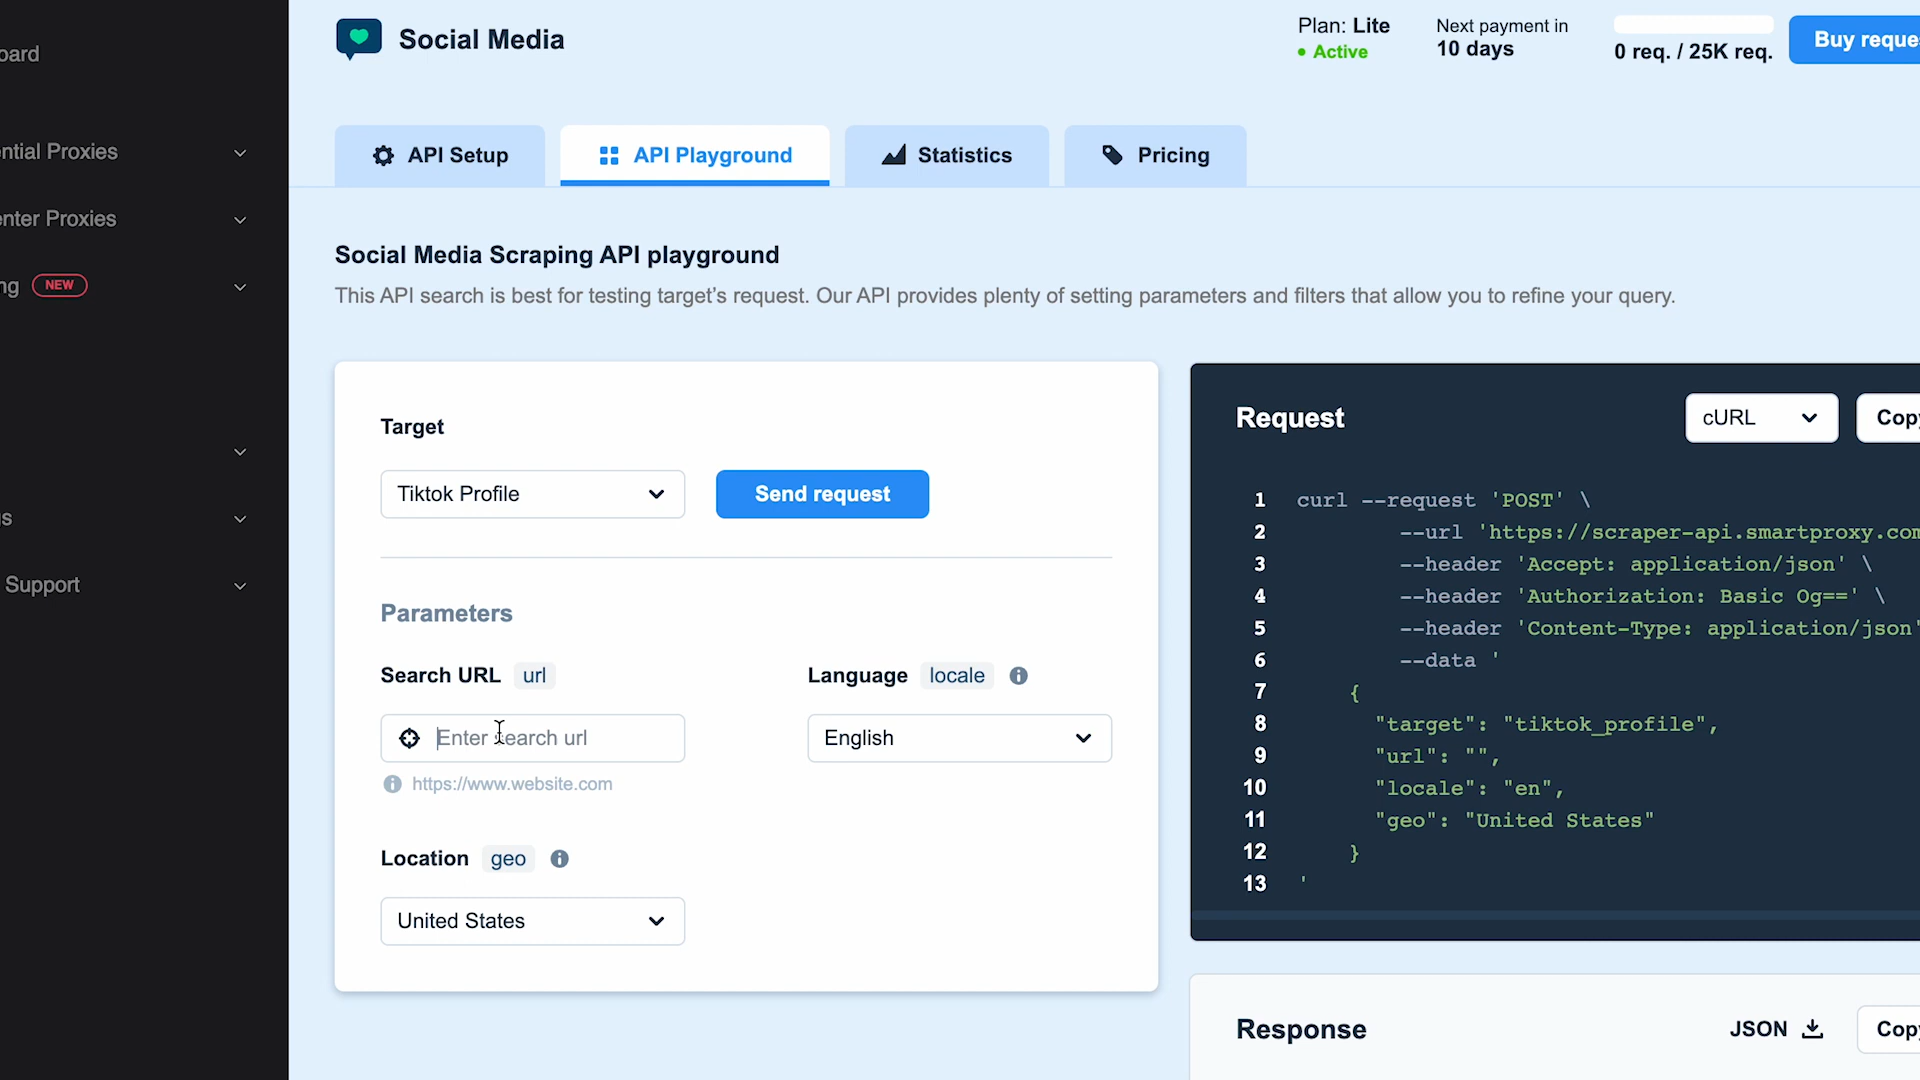 Social Media
Plan: Lite
• Active
Next payment in
10 days
0 req. / 25K req.
Buy reque
oard
ential Proxies
enter Proxies
ng NEW
s
Support
API Setup
API Playground
Statistics
Pricing
Social Media Scraping API playground
This API search is best for testing target's request. Our API provides plenty of setting parameters and filters that allow you to refine your query.
Target
Tiktok Profile
Send request
Parameters
Search URL url
Enter search url
https://www.website.com
Language locale
English
Location geo
United States
Request
cURL
Copy
1 curl --request 'POST' \
2 --url 'https://scraper-api.smartproxy.com
3 --header 'Accept: application/json' \
4 --header 'Authorization: Basic Og==' \
5 --header 'Content-Type: application/json'
6 --data '
7 {
8 "target": "tiktok_profile",
9 "url": "",
10 "locale": "en",
11 "geo": "United States"
12 }
13 '
Response
JSON
Copy